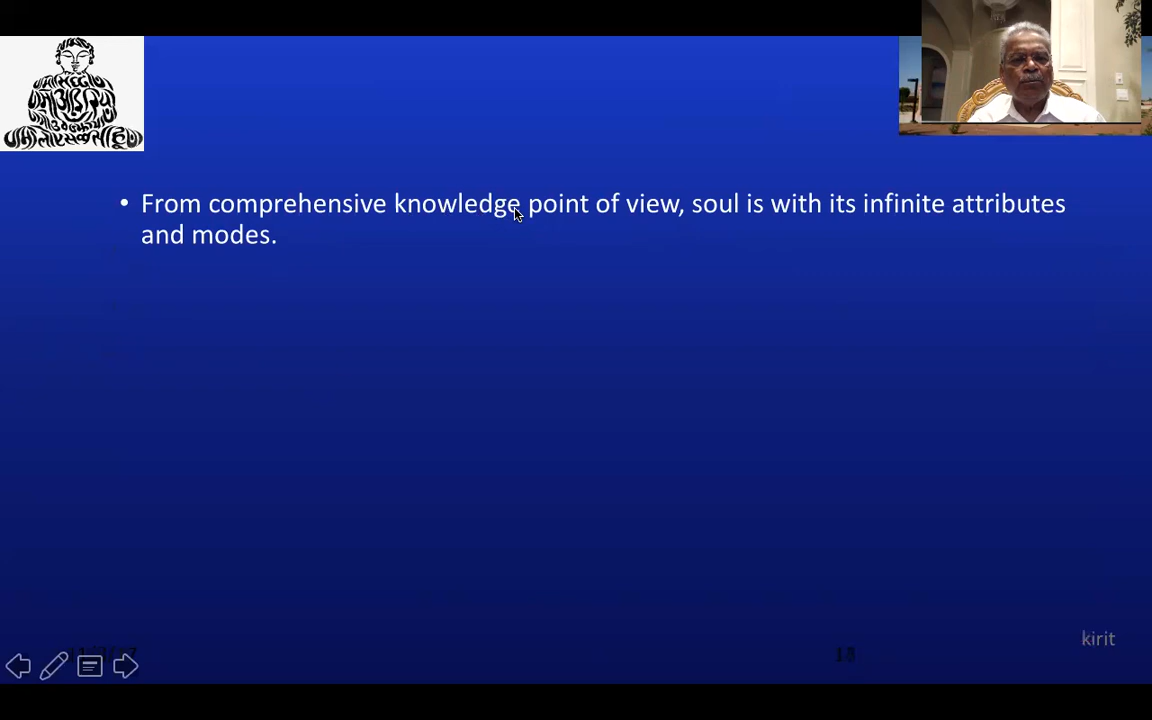 • From comprehensive knowledge point of view, soul is with its infinite attributes
and modes.
kirit